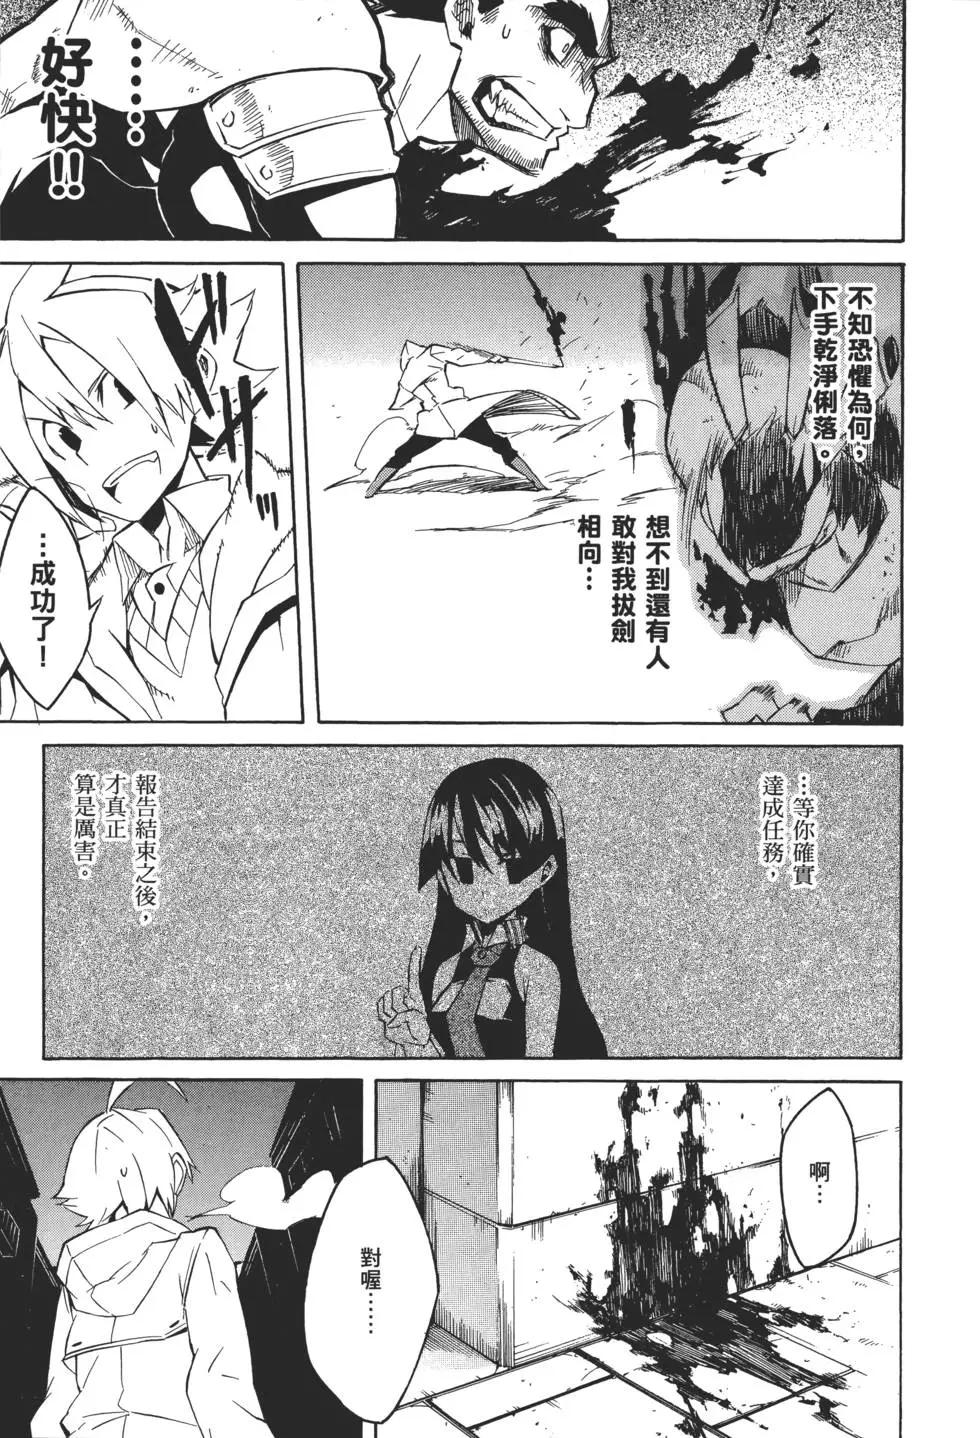 ……
好快!!
不知恐懼為何,
下手乾淨俐落。
想不到還有人
敢對我拔劍
相向…
…成功了!
…等你確實
達成任務,
報告結束之後,
才真正
算是厲害。
啊…
對喔……